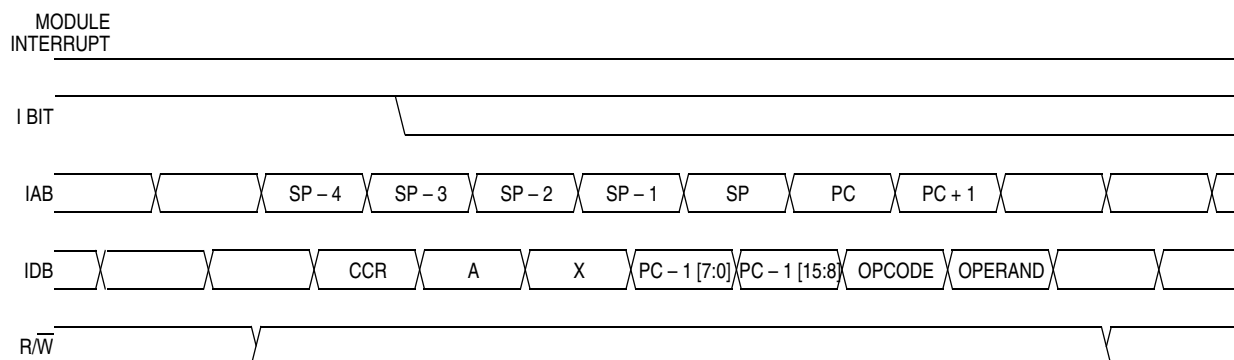 MODULE
INTERRUPT
I BIT
IAB SP – 4 SP – 3 SP – 2 SP – 1 SP PC PC + 1
IDB CCR A X PC – 1 [7:0] PC – 1 [15:8] OPCODE OPERAND
R/W̅